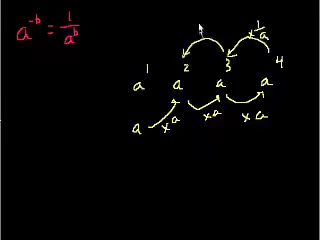 a^-b = 1/a^b
× 1/a
a^1 a^2 a^3 a^4
a ×a ×a ×a